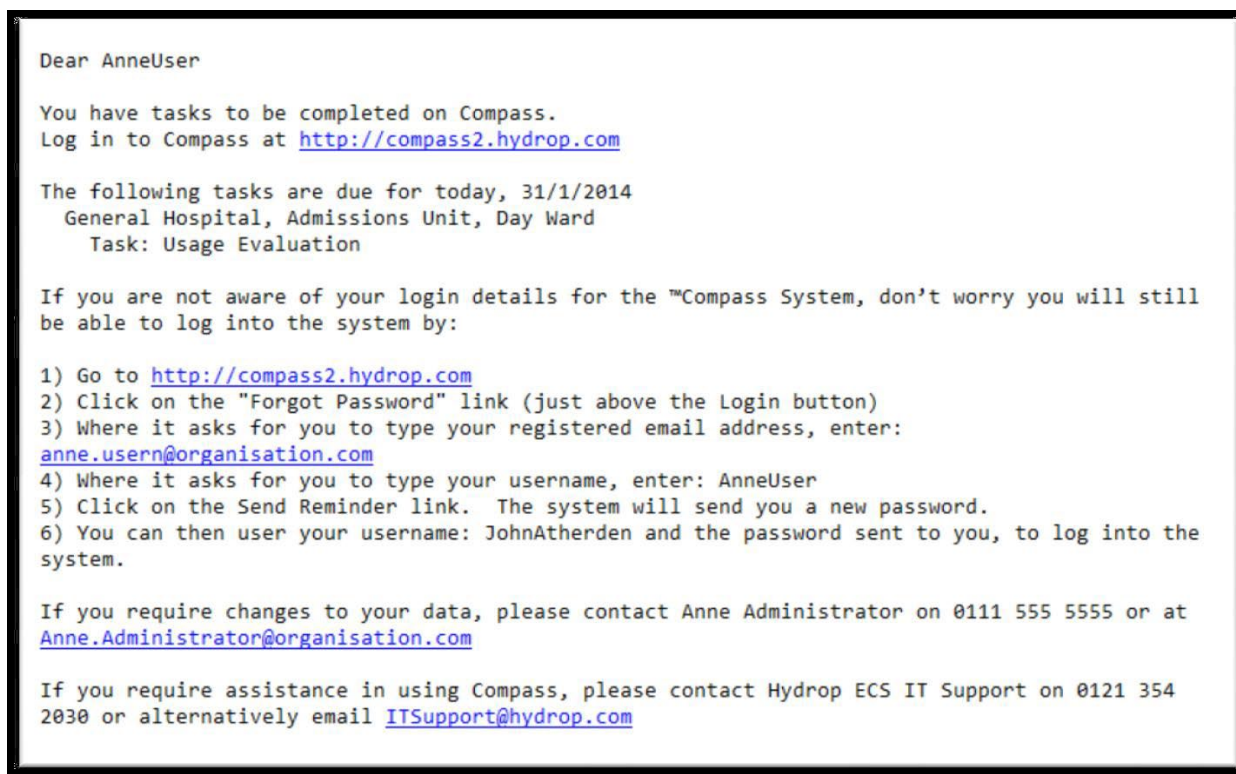 Dear AnneUser
You have tasks to be completed on Compass.
Log in to Compass at http://compass2.hydrop.com
The following tasks are due for today, 31/1/2014
General Hospital, Admissions Unit, Day Ward
Task: Usage Evaluation
If you are not aware of your login details for the ™Compass System, don’t worry you will still
be able to log into the system by:
1) Go to http://compass2.hydrop.com
2) Click on the "Forgot Password" link (just above the Login button)
3) Where it asks for you to type your registered email address, enter:
anne.usern@organisation.com
4) Where it asks for you to type your username, enter: AnneUser
5) Click on the Send Reminder link.  The system will send you a new password.
6) You can then user your username: JohnAtherden and the password sent to you, to log into the
system.
If you require changes to your data, please contact Anne Administrator on 0111 555 5555 or at
Anne.Administrator@organisation.com
If you require assistance in using Compass, please contact Hydrop ECS IT Support on 0121 354
2030 or alternatively email ITSupport@hydrop.com